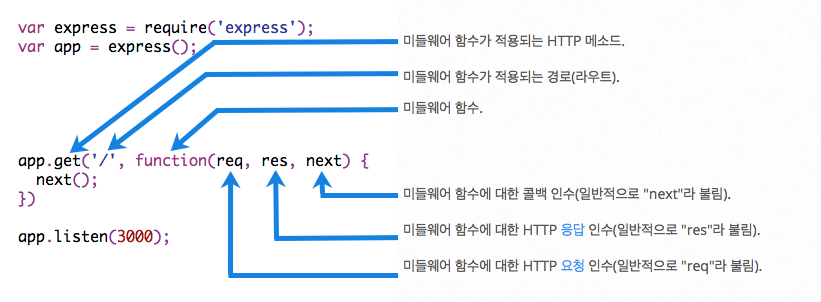 var express = require('express');
var app = express();
미들웨어 함수가 적용되는 HTTP 메소드.
미들웨어 함수가 적용되는 경로(라우트).
미들웨어 함수.
app.get('/', function(req, res, next) {
next();
})
app.listen(3000);
미들웨어 함수에 대한 콜백 인수(일반적으로 "next"라 불림).
미들웨어 함수에 대한 HTTP 응답 인수(일반적으로 "res"라 불림).
미들웨어 함수에 대한 HTTP 요청 인수(일반적으로 "req"라 불림).